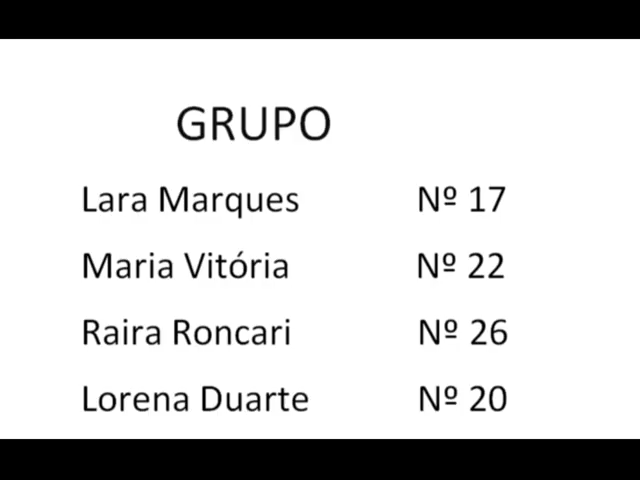 GRUPO
Lara Marques Nº 17
Maria Vitória Nº 22
Raira Roncari Nº 26
Lorena Duarte Nº 20